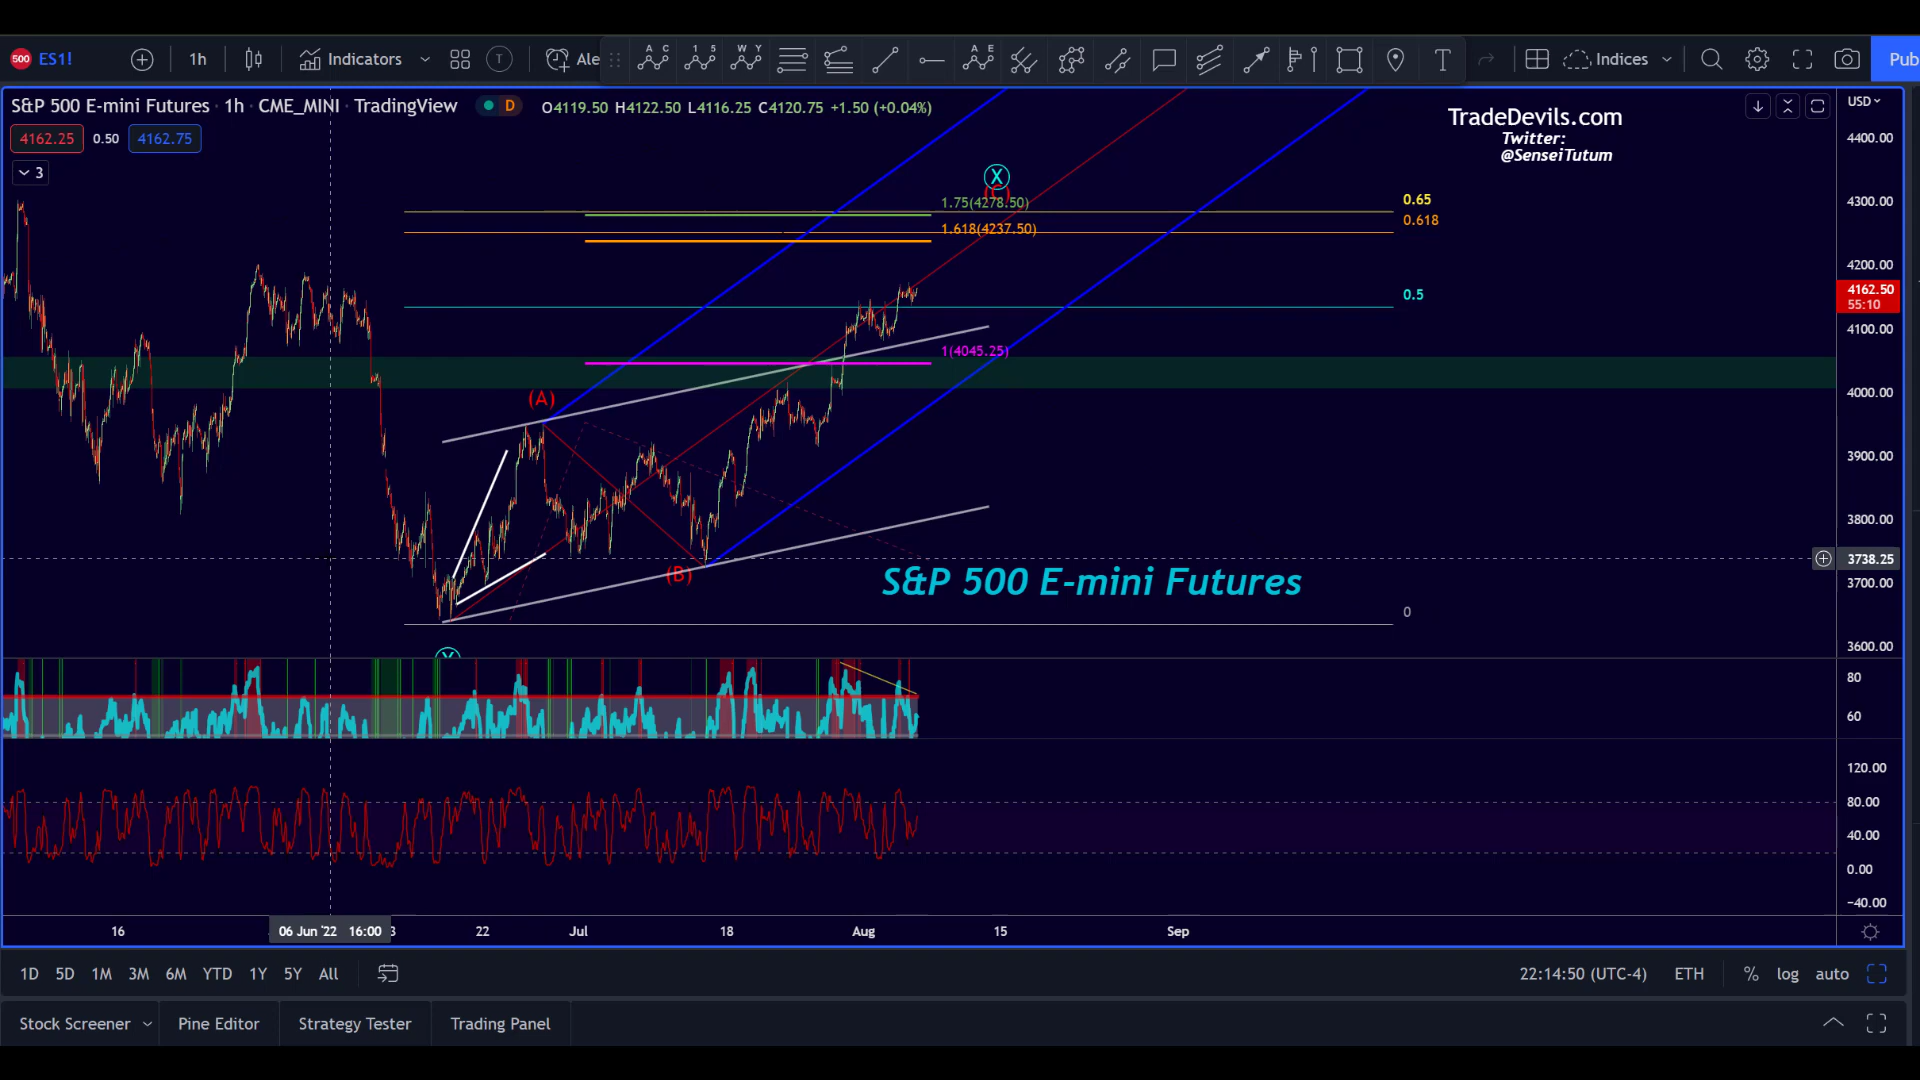 500 ES1! 1h Indicators T Ale A C 1 5 W Y A E T Indices Pub
S&P 500 E-mini Futures · 1h · CME_MINI · TradingView D O4119.50 H4122.50 L4116.25 C4120.75 +1.50 (+0.04%)
USD
TradeDevils.com
Twitter:
@SenseiTutum
4162.25 0.50 4162.75
3
4400.00
4300.00
4200.00
4162.50
55:10
4100.00
4000.00
3900.00
3800.00
3738.25
3700.00
3600.00
X
(C)
1.75(4278.50)
0.65
1.618(4237.50)
0.618
0.5
1(4045.25)
(A)
(B)
S&P 500 E-mini Futures
0
80
60
120.00
80.00
40.00
0.00
-40.00
16 06 Jun '22 16:00 3 22 Jul 18 Aug 15 Sep
1D 5D 1M 3M 6M YTD 1Y 5Y All 22:14:50 (UTC-4) ETH % log auto
Stock Screener Pine Editor Strategy Tester Trading Panel